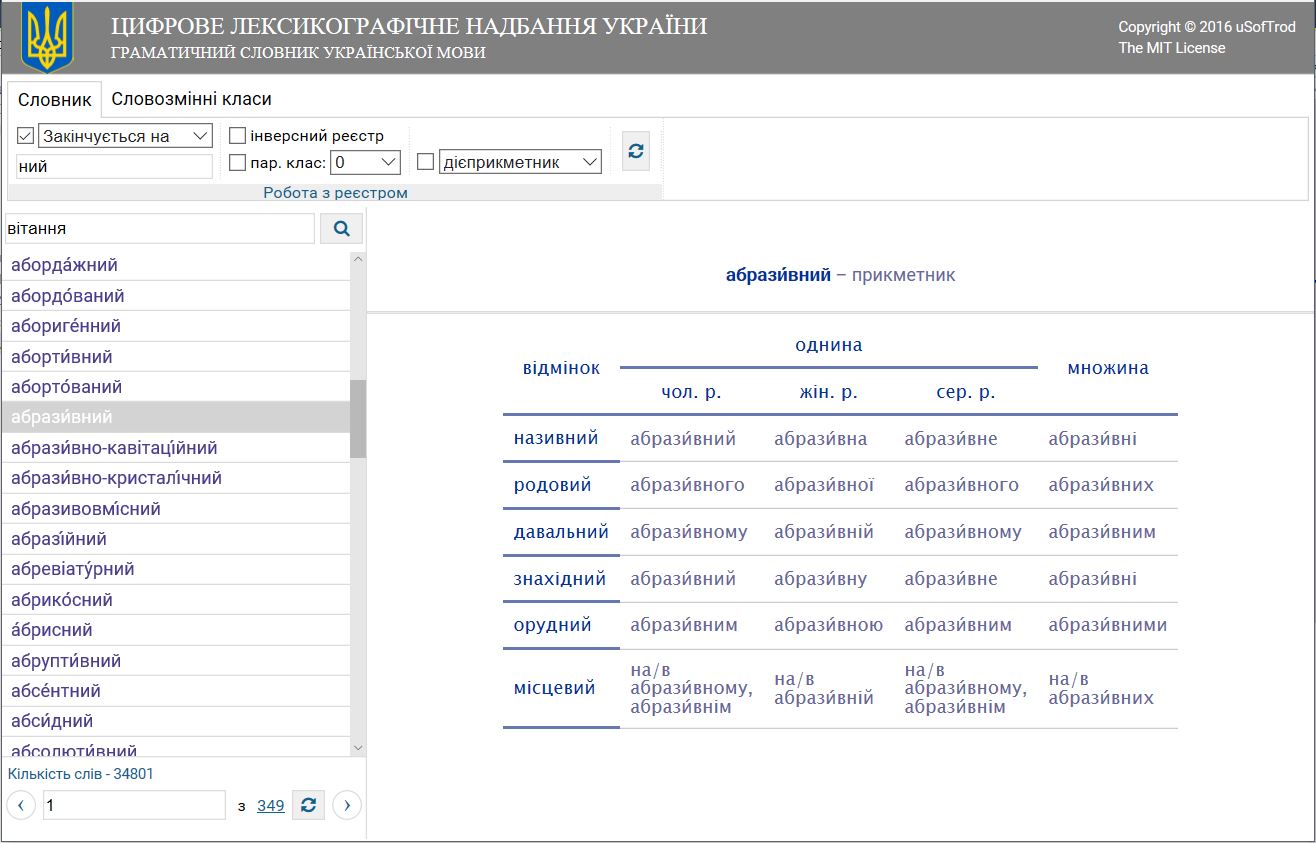 ЦИФРОВЕ ЛЕКСИКОГРАФІЧНЕ НАДБАННЯ УКРАЇНИ
ГРАМАТИЧНИЙ СЛОВНИК УКРАЇНСЬКОЇ МОВИ
Copyright © 2016 uSofTrod
The MIT License
Словник Словозмінні класи
Закінчується на
ний
інверсний реєстр
пар. клас: 0
дієприкметник
Робота з реєстром
вітання
аборда́жний
абордо́ваний
абориге́нний
аборти́вний
аборто́ваний
абрази́вний
абрази́вно-кавітаці́йний
абрази́вно-кристалі́чний
абразивовмі́сний
абразі́йний
абревіату́рний
абрико́сний
а́брисний
абрупти́вний
абсе́нтний
абси́дний
абсолюти́вний
Кількість слів - 34801
1 з 349
абрази́вний – прикметник
відмінок однина множина
чол. р. жін. р. сер. р.
називний абрази́вний абрази́вна абрази́вне абрази́вні
родовий абрази́вного абрази́вної абрази́вного абрази́вних
давальний абрази́вному абрази́вній абрази́вному абрази́вним
знахідний абрази́вний абрази́вну абрази́вне абрази́вні
орудний абрази́вним абрази́вною абрази́вним абрази́вними
місцевий на/в абрази́вному, абрази́внім на/в абрази́вній на/в абрази́вному, абрази́внім на/в абрази́вних